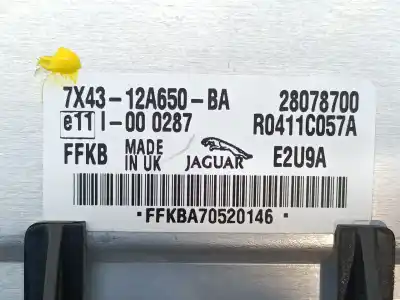 7X43-12A650-BA 28078700
e11 I-00 0287 R0411C057A
FFKB MADE IN UK JAGUAR E2U9A
·FFKBA70520146·